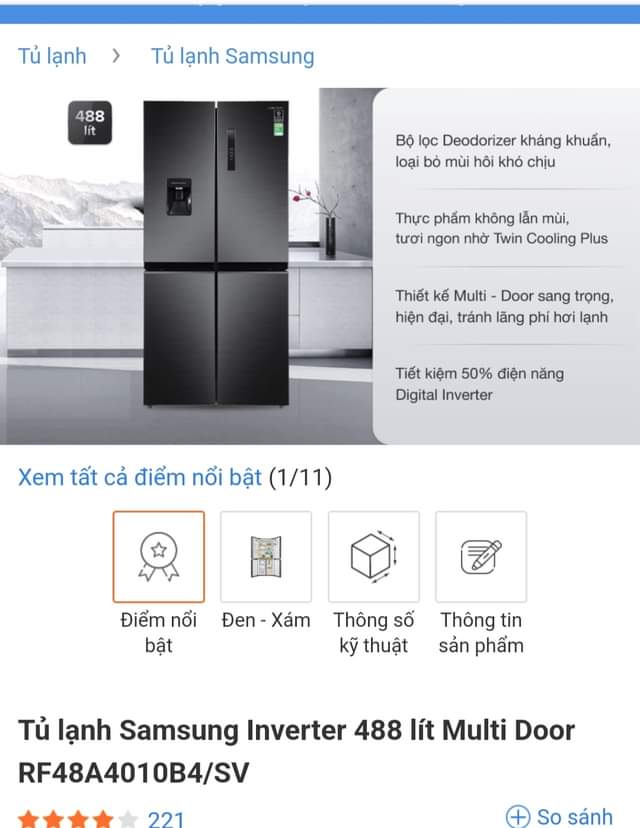 Tủ lạnh › Tủ lạnh Samsung
488
lít
Bộ lọc Deodorizer kháng khuẩn,
loại bỏ mùi hôi khó chịu
Thực phẩm không lẫn mùi,
tươi ngon nhờ Twin Cooling Plus
Thiết kế Multi - Door sang trọng,
hiện đại, tránh lãng phí hơi lạnh
Tiết kiệm 50% điện năng
Digital Inverter
Xem tất cả điểm nổi bật (1/11)
Điểm nổi
bật
Đen - Xám
Thông số
kỹ thuật
Thông tin
sản phẩm
Tủ lạnh Samsung Inverter 488 lít Multi Door
RF48A4010B4/SV
221
So sánh